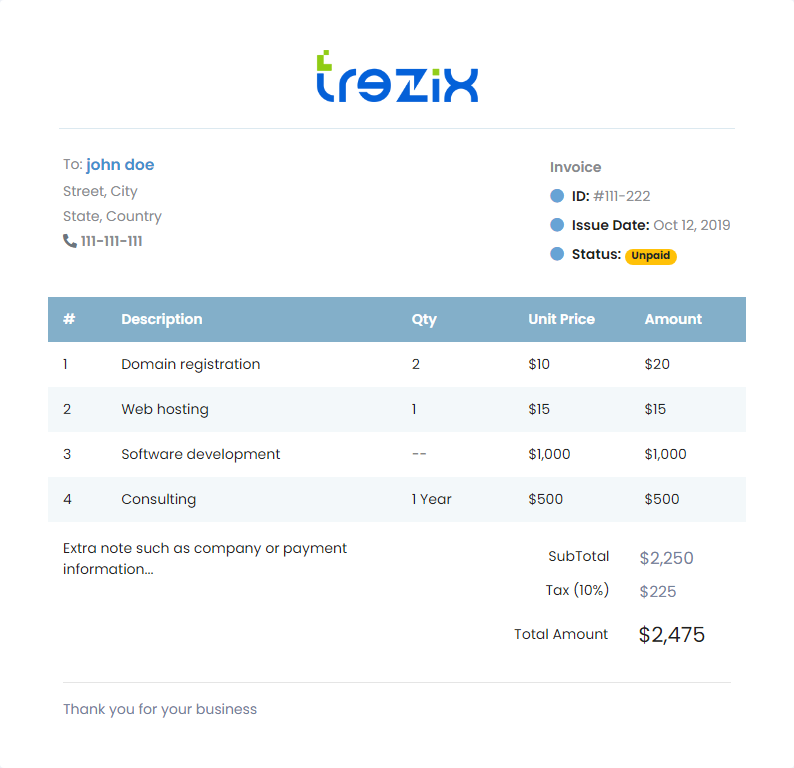 trezix
To: john doe
Street, City
State, Country
111-111-111
Invoice
ID: #111-222
Issue Date: Oct 12, 2019
Status: Unpaid
# Description Qty Unit Price Amount
1 Domain registration 2 $10 $20
2 Web hosting 1 $15 $15
3 Software development -- $1,000 $1,000
4 Consulting 1 Year $500 $500
Extra note such as company or payment
information...
SubTotal $2,250
Tax (10%) $225
Total Amount $2,475
Thank you for your business